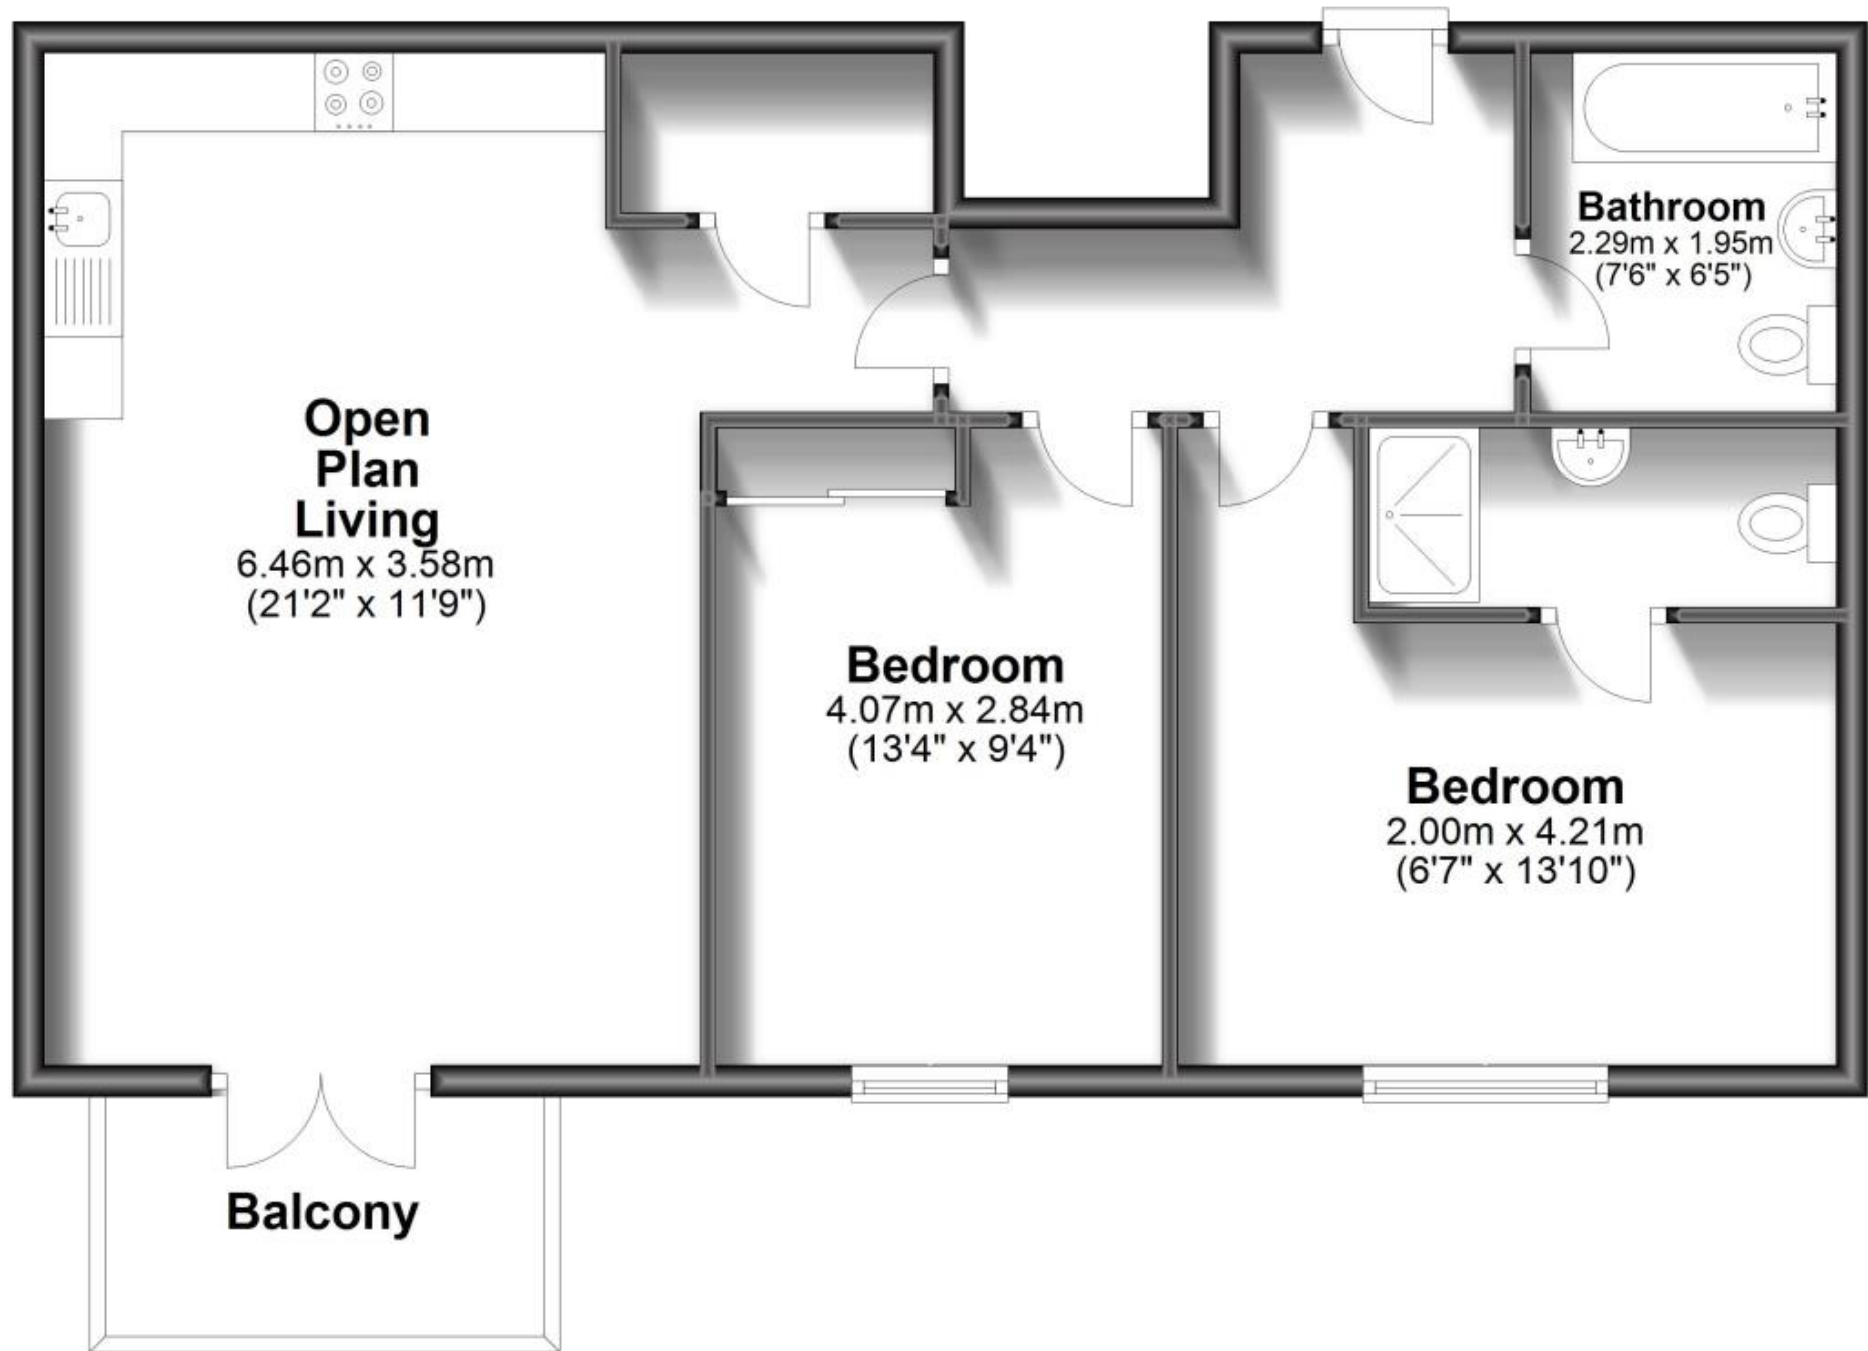 Bathroom
2.29m x 1.95m
(7'6" x 6'5")
Open
Plan
Living
6.46m x 3.58m
(21'2" x 11'9")
Bedroom
4.07m x 2.84m
(13'4" x 9'4")
Bedroom
2.00m x 4.21m
(6'7" x 13'10")
Balcony